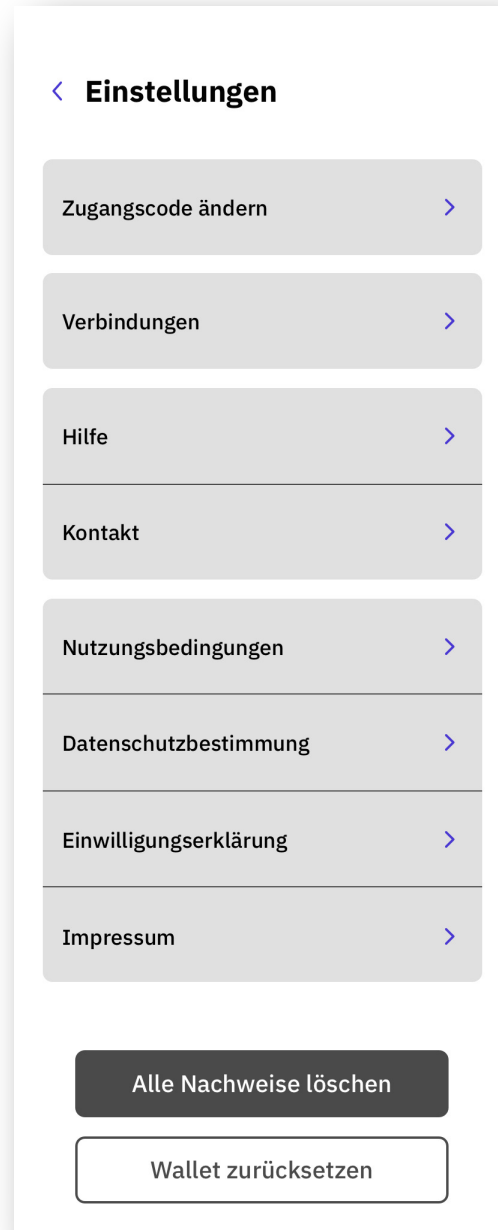 Einstellungen
Zugangscode ändern
Verbindungen
Hilfe
Kontakt
Nutzungsbedingungen
Datenschutzbestimmung
Einwilligungserklärung
Impressum
Alle Nachweise löschen
Wallet zurücksetzen